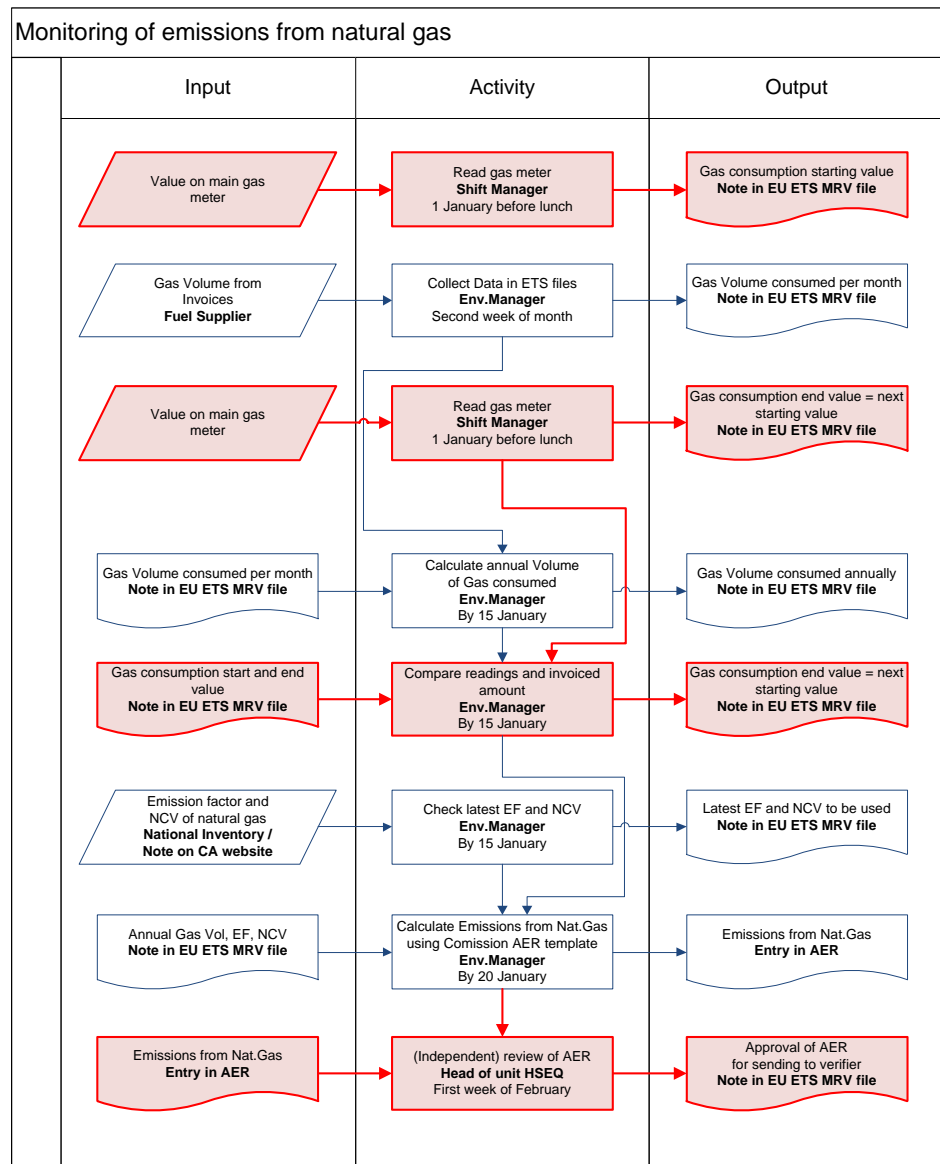 Monitoring of emissions from natural gas
Input
Activity
Output
Value on main gas
meter
Read gas meter
Shift Manager
1 January before lunch
Gas consumption starting value
Note in EU ETS MRV file
Gas Volume from
Invoices
Fuel Supplier
Collect Data in ETS files
Env.Manager
Second week of month
Gas Volume consumed per month
Note in EU ETS MRV file
Value on main gas
meter
Read gas meter
Shift Manager
1 January before lunch
Gas consumption end value = next
starting value
Note in EU ETS MRV file
Gas Volume consumed per month
Note in EU ETS MRV file
Calculate annual Volume
of Gas consumed
Env.Manager
By 15 January
Gas Volume consumed annually
Note in EU ETS MRV file
Gas consumption start and end
value
Note in EU ETS MRV file
Compare readings and invoiced
amount
Env.Manager
By 15 January
Gas consumption end value = next
starting value
Note in EU ETS MRV file
Emission factor and
NCV of natural gas
National Inventory /
Note on CA website
Check latest EF and NCV
Env.Manager
By 15 January
Latest EF and NCV to be used
Note in EU ETS MRV file
Annual Gas Vol, EF, NCV
Note in EU ETS MRV file
Calculate Emissions from Nat.Gas
using Comission AER template
Env.Manager
By 20 January
Emissions from Nat.Gas
Entry in AER
Emissions from Nat.Gas
Entry in AER
(Independent) review of AER
Head of unit HSEQ
First week of February
Approval of AER
for sending to verifier
Note in EU ETS MRV file